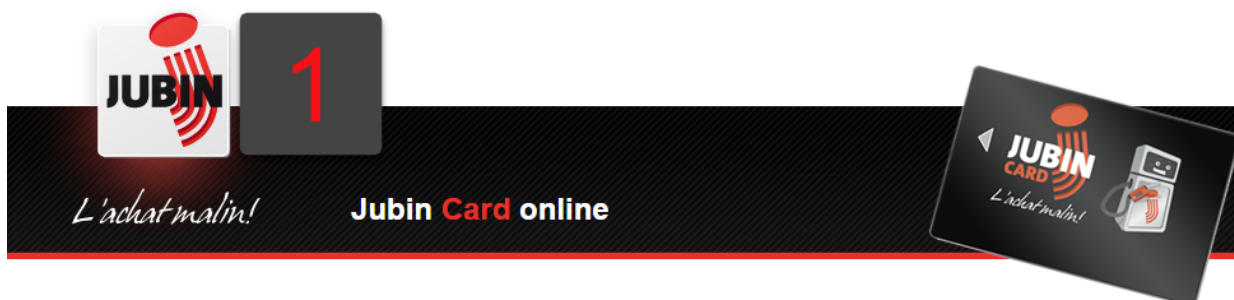 JUBIN
1
L'achat malin!
Jubin Card online
JUBIN
CARD
L'achat malin!